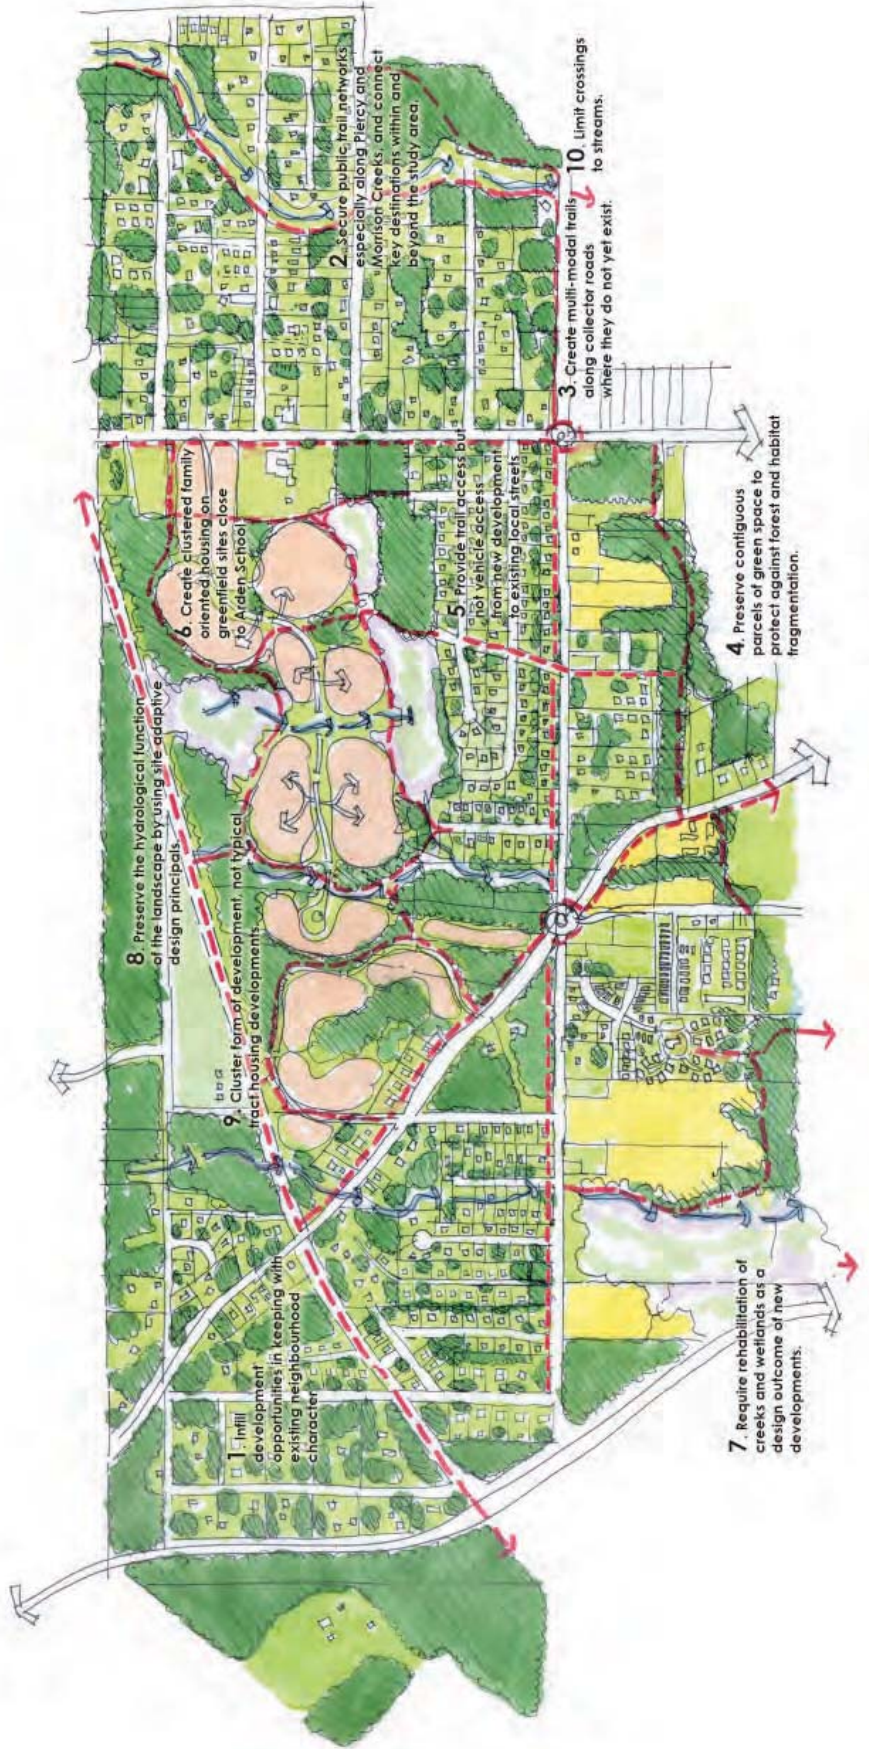 1. Infill
development
opportunities in keeping with
existing neighbourhood
character
2. Secure public trail networks
especially along Piercy and
Morrison Creeks, and connect
key destinations within and
beyond the study area.
3. Create multi-modal trails
along collector roads
where they do not yet exist.
4. Preserve contiguous
parcels of green space to
protect against forest and habitat
fragmentation.
5. Provide trail access but
not vehicle access
from new development
to existing local streets
6. Create clustered family
oriented housing on
greenfield sites close
to Arden School
7. Require rehabilitation of
creeks and wetlands as a
design outcome of new
developments.
8. Preserve the hydrological function
of the landscape by using site adaptive
design principals.
9. Cluster form of development, not typical
tract housing developments.
10. Limit crossings
to streams.